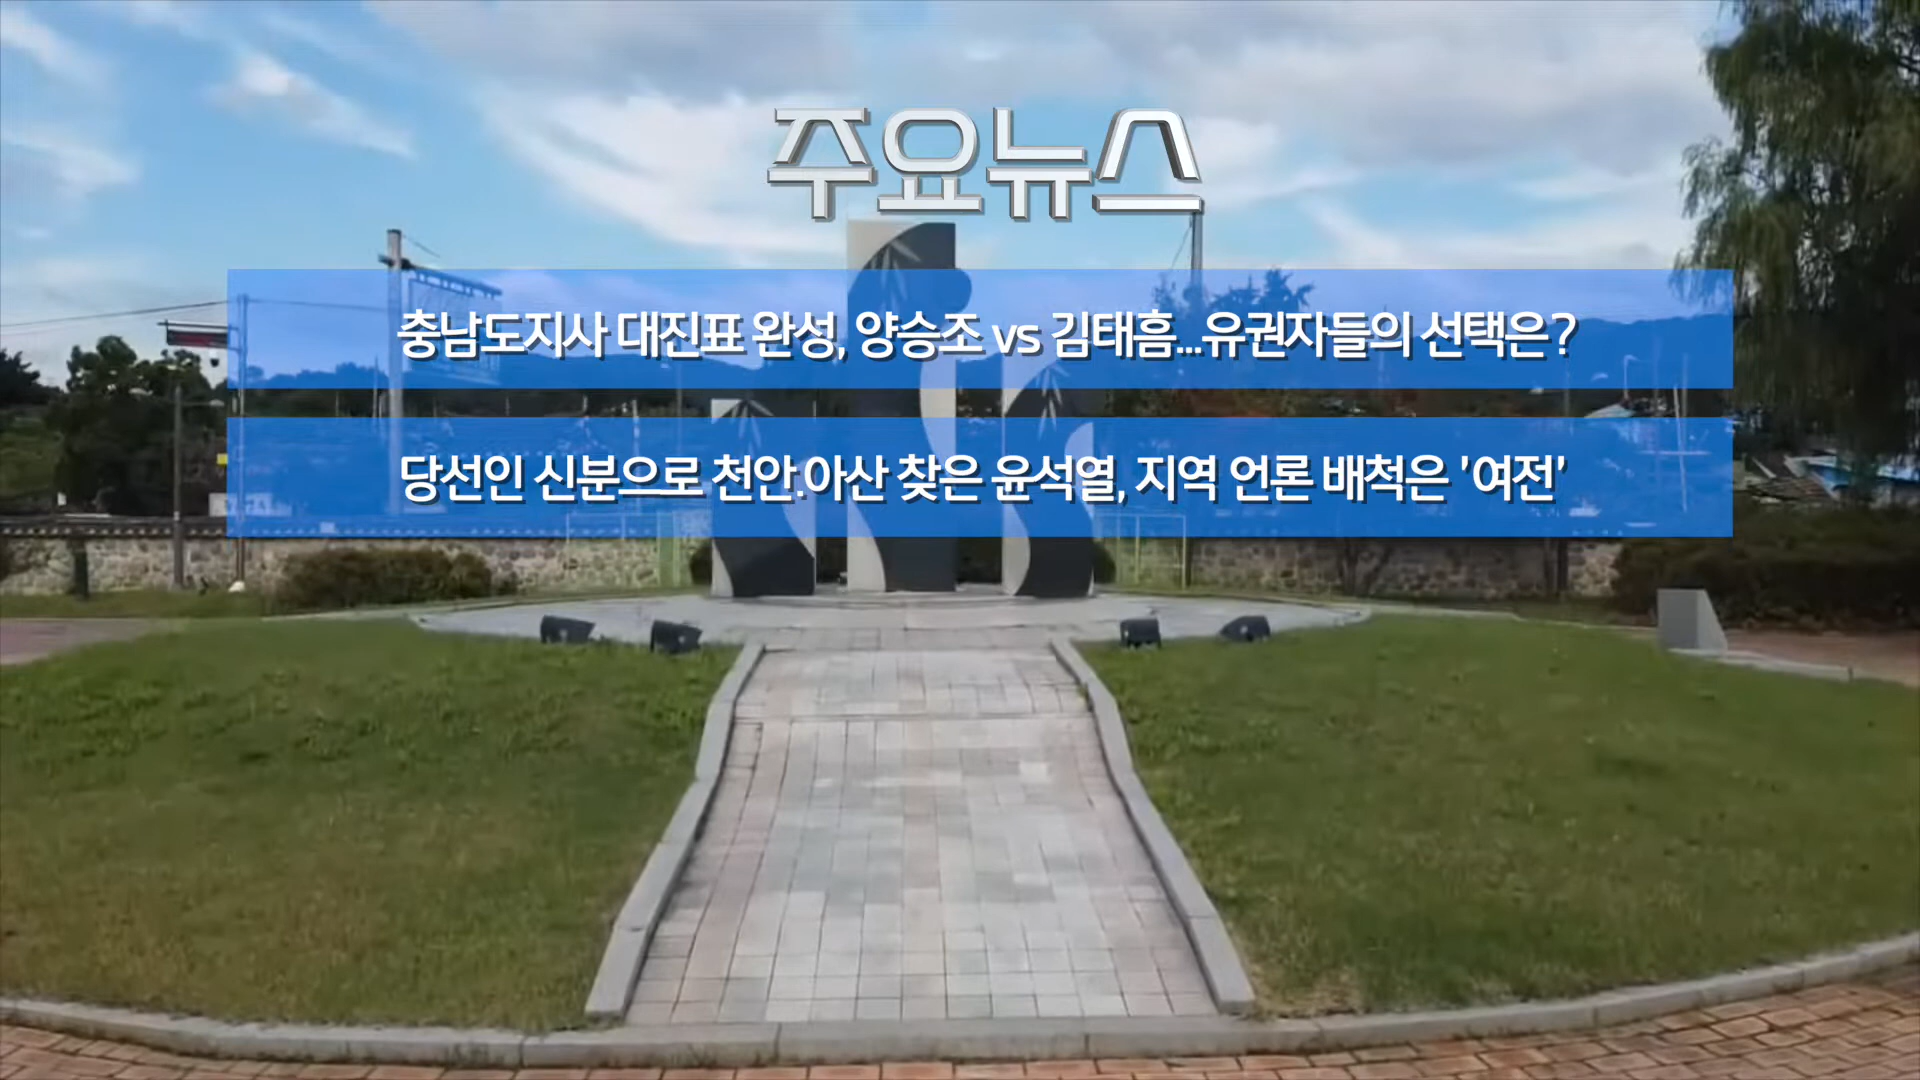 주요뉴스
충남도지사 대진표 완성, 양승조 vs 김태흠...유권자들의 선택은?
당선인 신분으로 천안.아산 찾은 윤석열, 지역 언론 배척은 '여전'